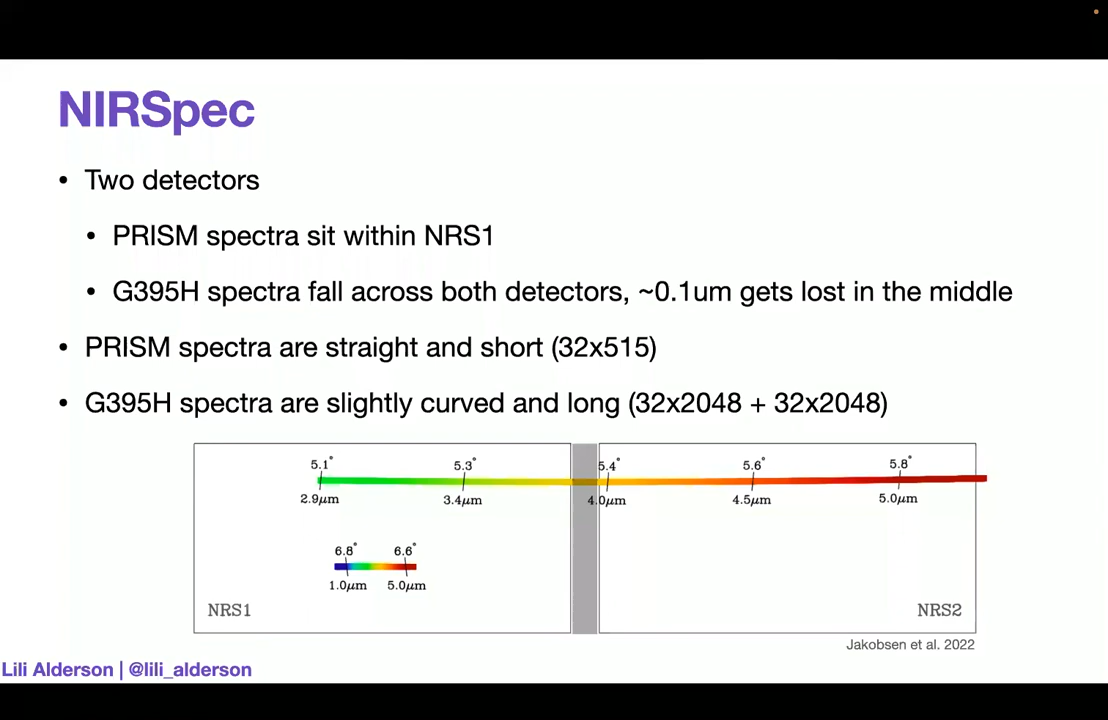 NIRSpec
• Two detectors
• PRISM spectra sit within NRS1
• G395H spectra fall across both detectors, ~0.1um gets lost in the middle
• PRISM spectra are straight and short (32x515)
• G395H spectra are slightly curved and long (32x2048 + 32x2048)
5.1° 5.3° 5.4° 5.6° 5.8°
2.9μm 3.4μm 4.0μm 4.5μm 5.0μm
6.8° 6.6°
1.0μm 5.0μm
NRS1 NRS2
Jakobsen et al. 2022
Lili Alderson | @lili_alderson